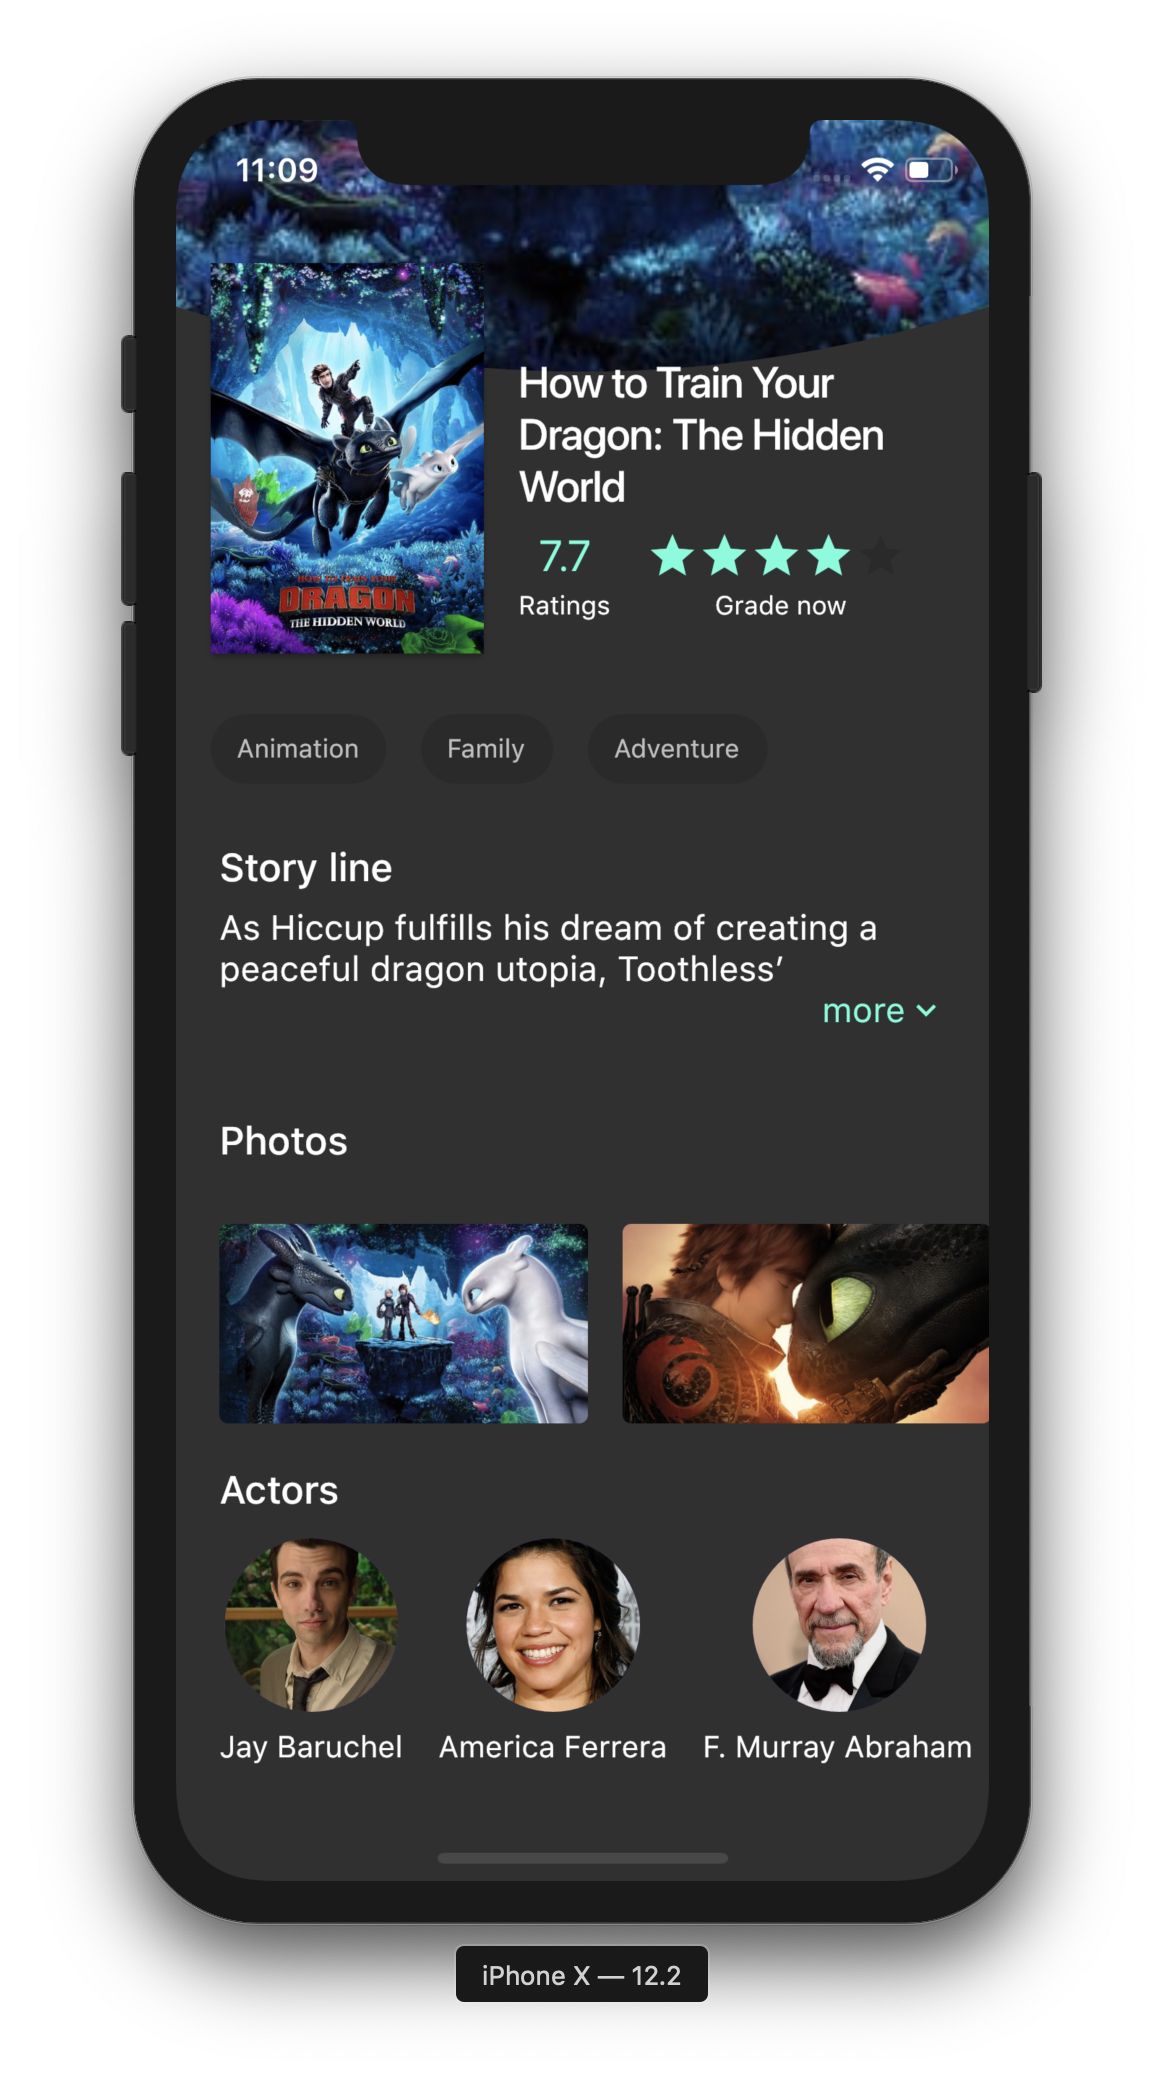 11:09
HOW TO TRAIN YOUR
DRAGON
THE HIDDEN WORLD
How to Train Your
Dragon: The Hidden
World
7.7
Ratings
Grade now
Animation
Family
Adventure
Story line
As Hiccup fulfills his dream of creating a
peaceful dragon utopia, Toothless’
more
Photos
Actors
Jay Baruchel
America Ferrera
F. Murray Abraham
iPhone X — 12.2